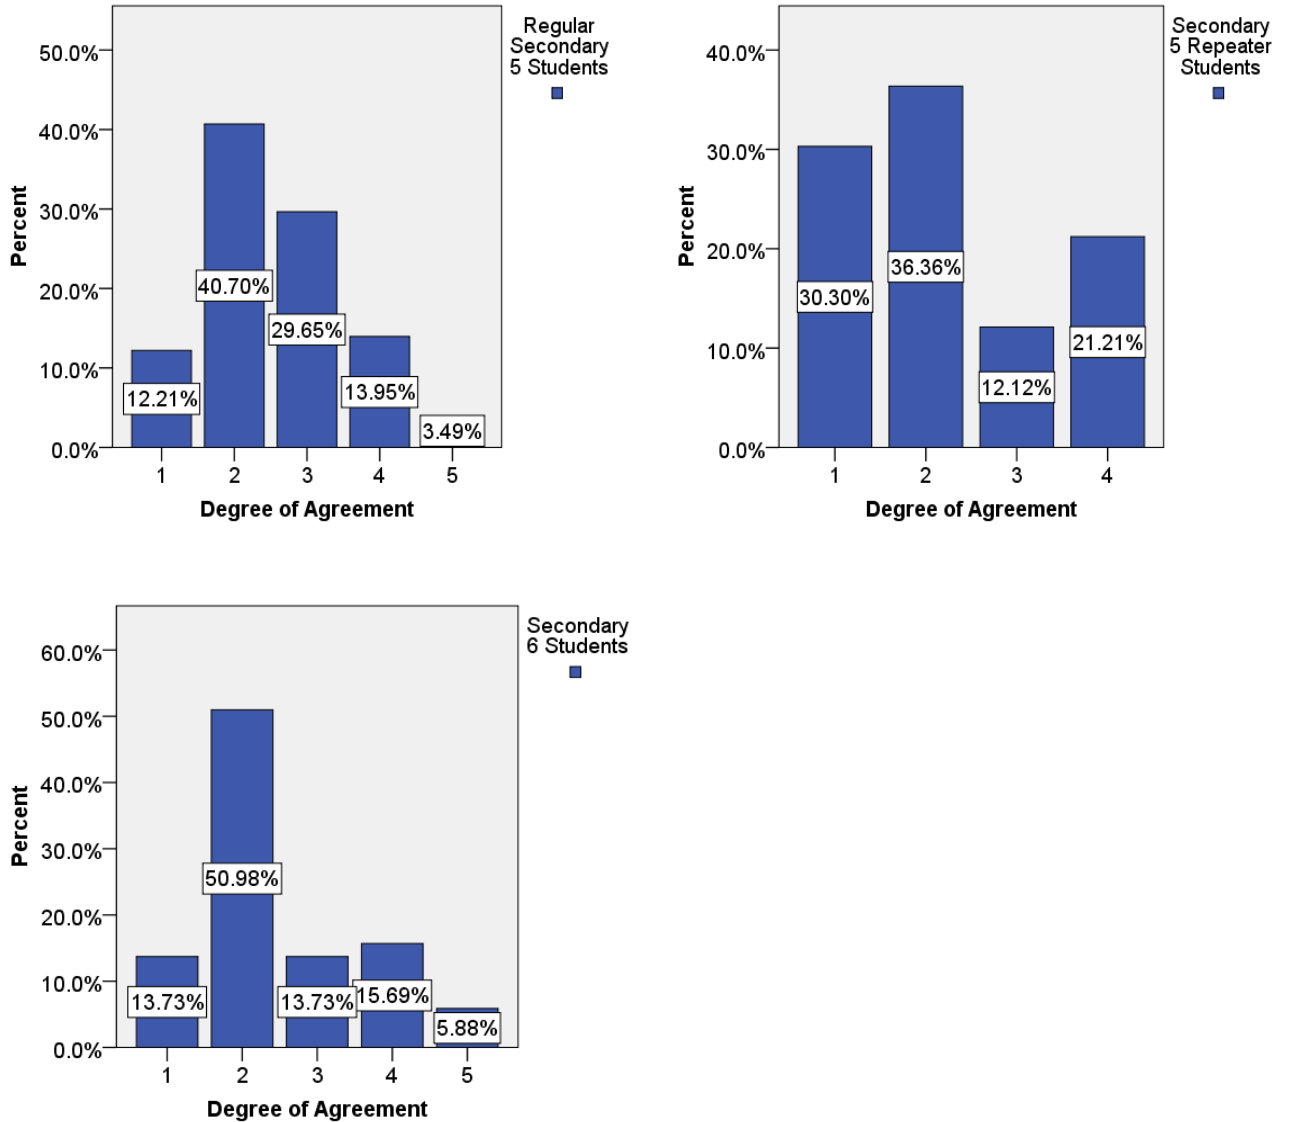 Regular
Secondary
5 Students
Percent
50.0%
40.0%
30.0%
20.0%
10.0%
0.0%
12.21%
40.70%
29.65%
13.95%
3.49%
1 2 3 4 5
Degree of Agreement
Secondary
5 Repeater
Students
Percent
40.0%
30.0%
20.0%
10.0%
0.0%
30.30%
36.36%
12.12%
21.21%
1 2 3 4
Degree of Agreement
Secondary
6 Students
Percent
60.0%
50.0%
40.0%
30.0%
20.0%
10.0%
0.0%
13.73%
50.98%
13.73%
15.69%
5.88%
1 2 3 4 5
Degree of Agreement